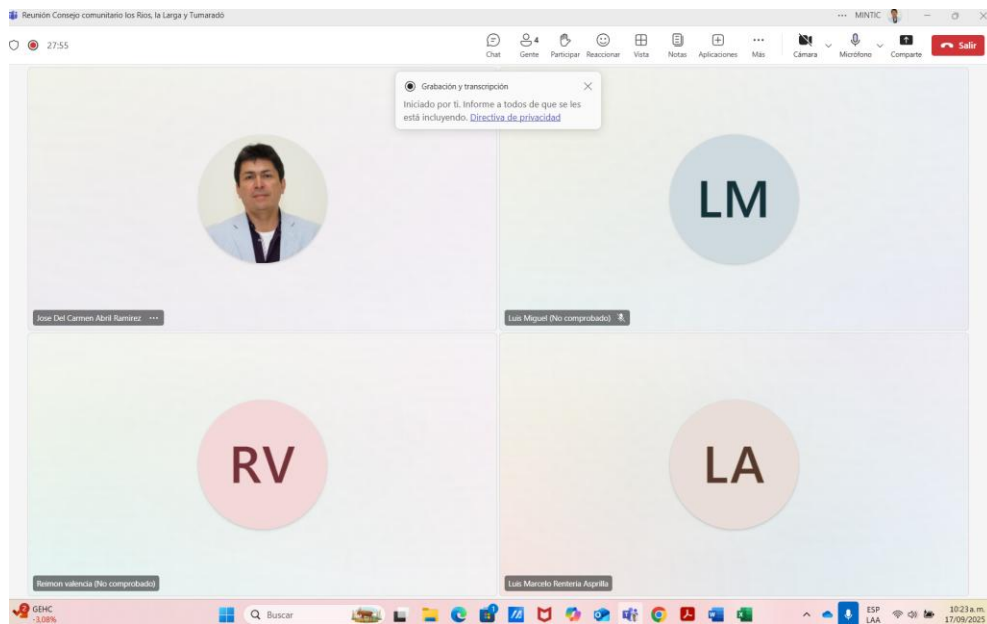 Reunión Consejo comunitario los Rios, la Larga y Tumaradó
... MINTIC
27:55
Chat
4
Gente
Participar
Reaccionar
Vista
Notas
Aplicaciones
Más
Cámara
Micrófono
Comparte
Salir
Grabación y transcripción
Iniciado por ti. Informe a todos de que se les
está incluyendo. Directiva de privacidad
Jose Del Carmen Abril Ramirez ...
LM
Luis Miguel (No comprobado)
RV
Reimon valencia (No comprobado)
LA
Luis Marcelo Renteria Asprilla
2
GEHC
-3,08%
Buscar
ESP
LAA
10:23 a.m.
17/09/2025